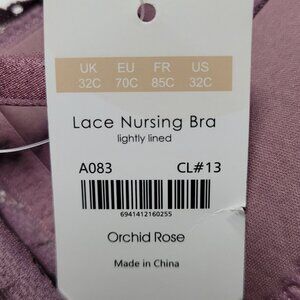 UK EU FR US
32C 70C 85C 32C
Lace Nursing Bra
lightly lined
A083 CL#13
6941412160255
Orchid Rose
Made in China